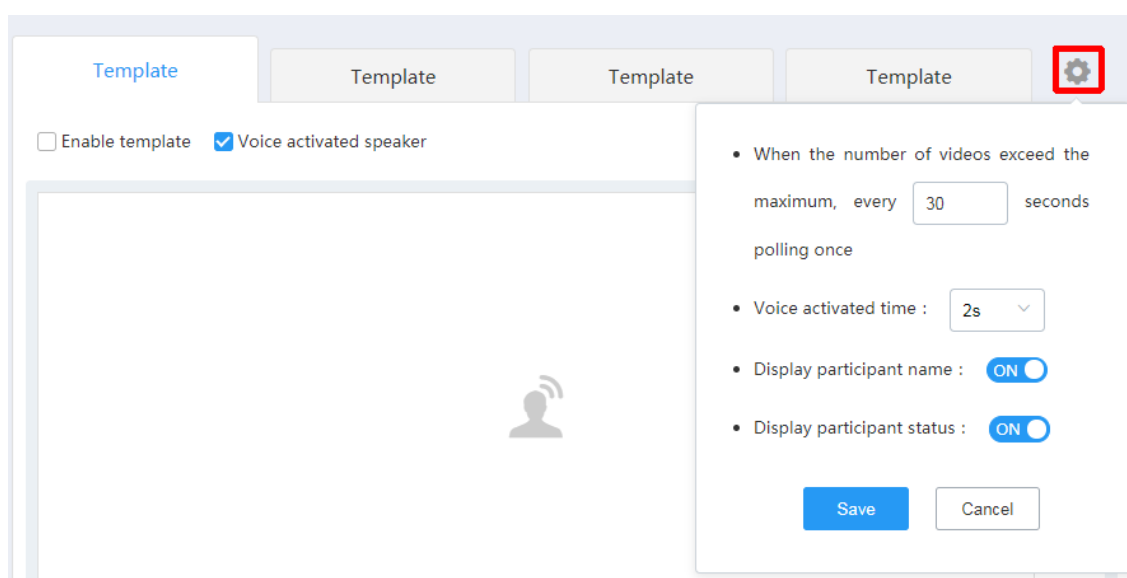 Template
Template
Template
Template
Enable template
Voice activated speaker
When the number of videos exceed the
maximum, every 30 seconds
polling once
Voice activated time : 2s
Display participant name : ON
Display participant status : ON
Save
Cancel